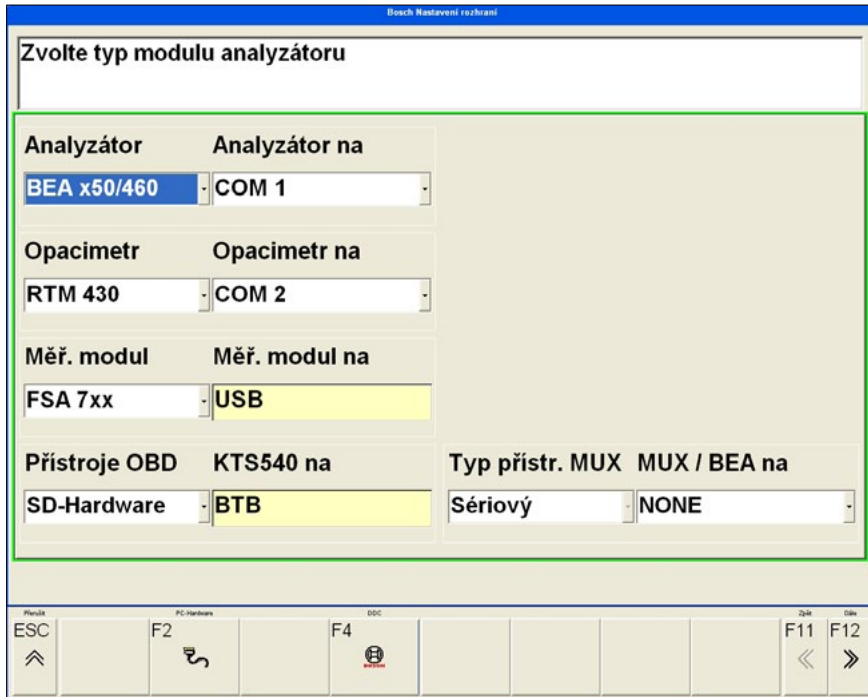 Bosch Nastavení rozhraní
Zvolte typ modulu analyzátoru
Analyzátor Analyzátor na
BEA x50/460 COM 1
Opacimetr Opacimetr na
RTM 430 COM 2
Měř. modul Měř. modul na
FSA 7xx USB
Přístroje OBD KTS540 na Typ přístr. MUX MUX / BEA na
SD-Hardware BTB Sériový NONE
Přerušit PC-Hardware DDC Zpět Dále
ESC F2 F4 F11 F12
BOSCH